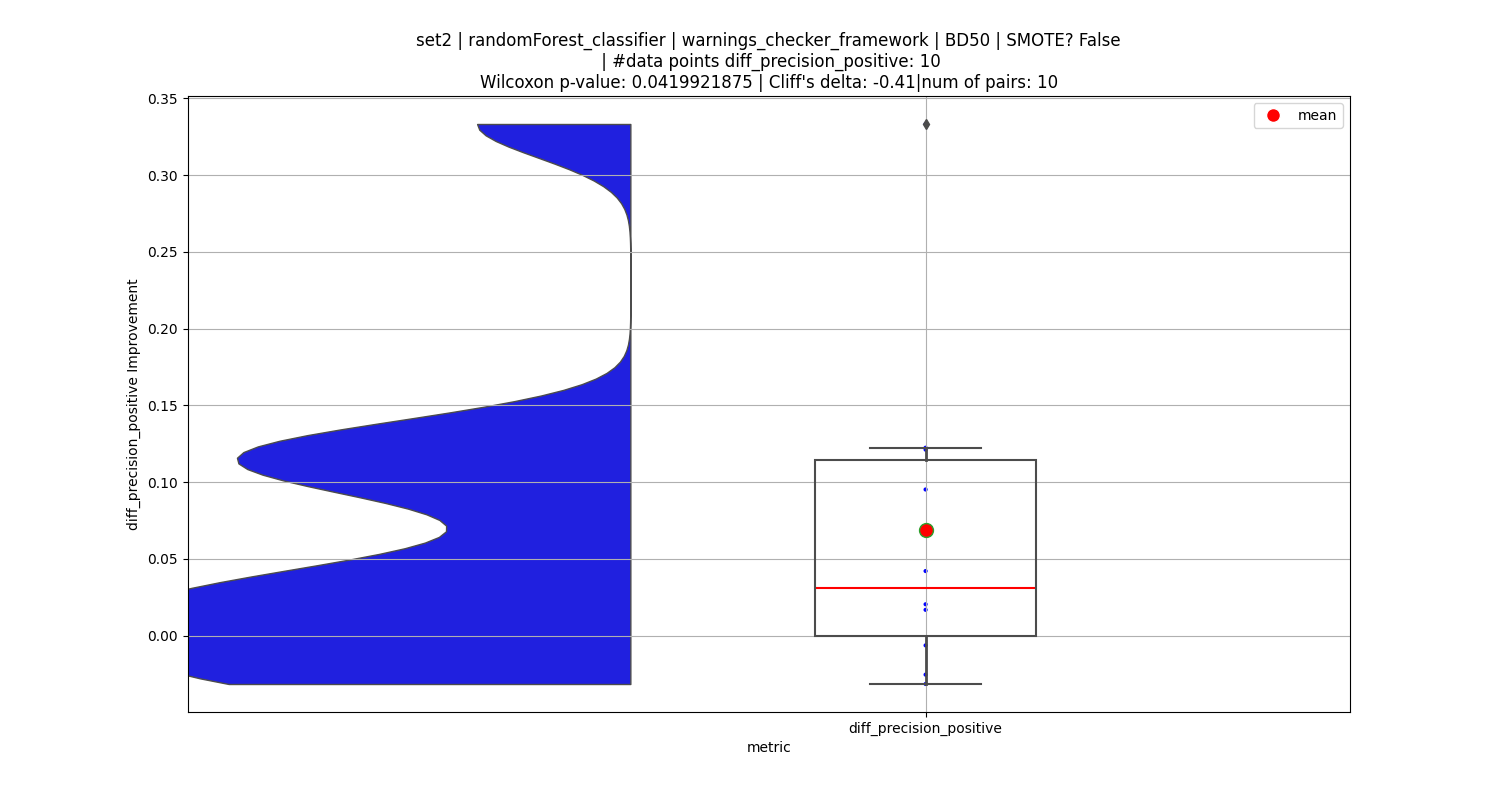 set2 | randomForest_classifier | warnings_checker_framework | BD50 | SMOTE? False
| #data points diff_precision_positive: 10
Wilcoxon p-value: 0.0419921875 | Cliff's delta: -0.41|num of pairs: 10
mean
0.35
0.30
0.25
0.20
0.15
0.10
0.05
0.00
diff_precision_positive Improvement
diff_precision_positive
metric